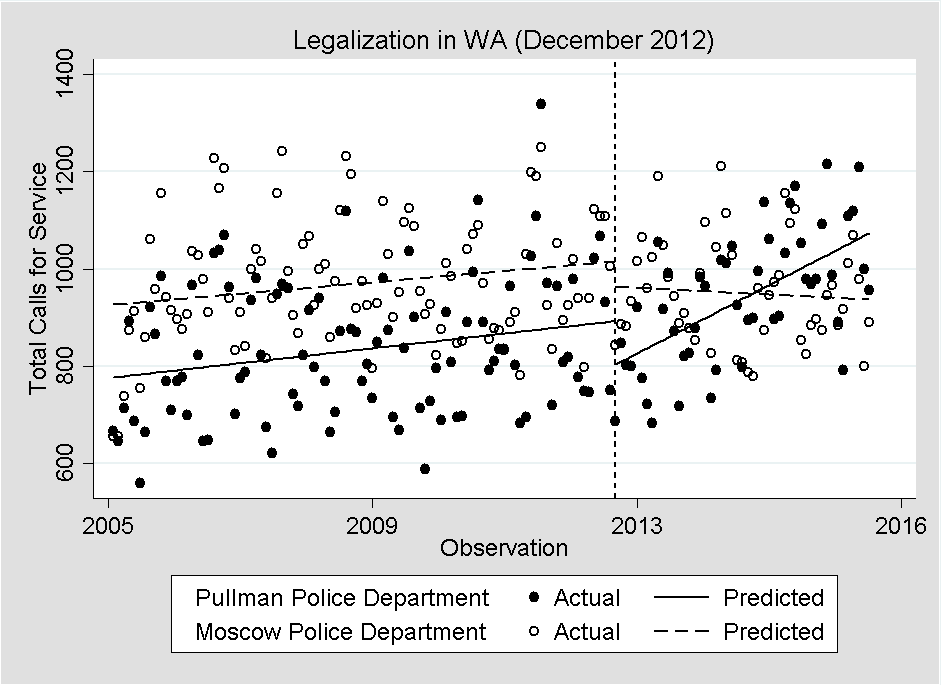 Legalization in WA (December 2012)
Total Calls for Service
1400
1200
1000
800
600
2005
2009
2013
2016
Observation
Pullman Police Department Actual Predicted
Moscow Police Department Actual Predicted